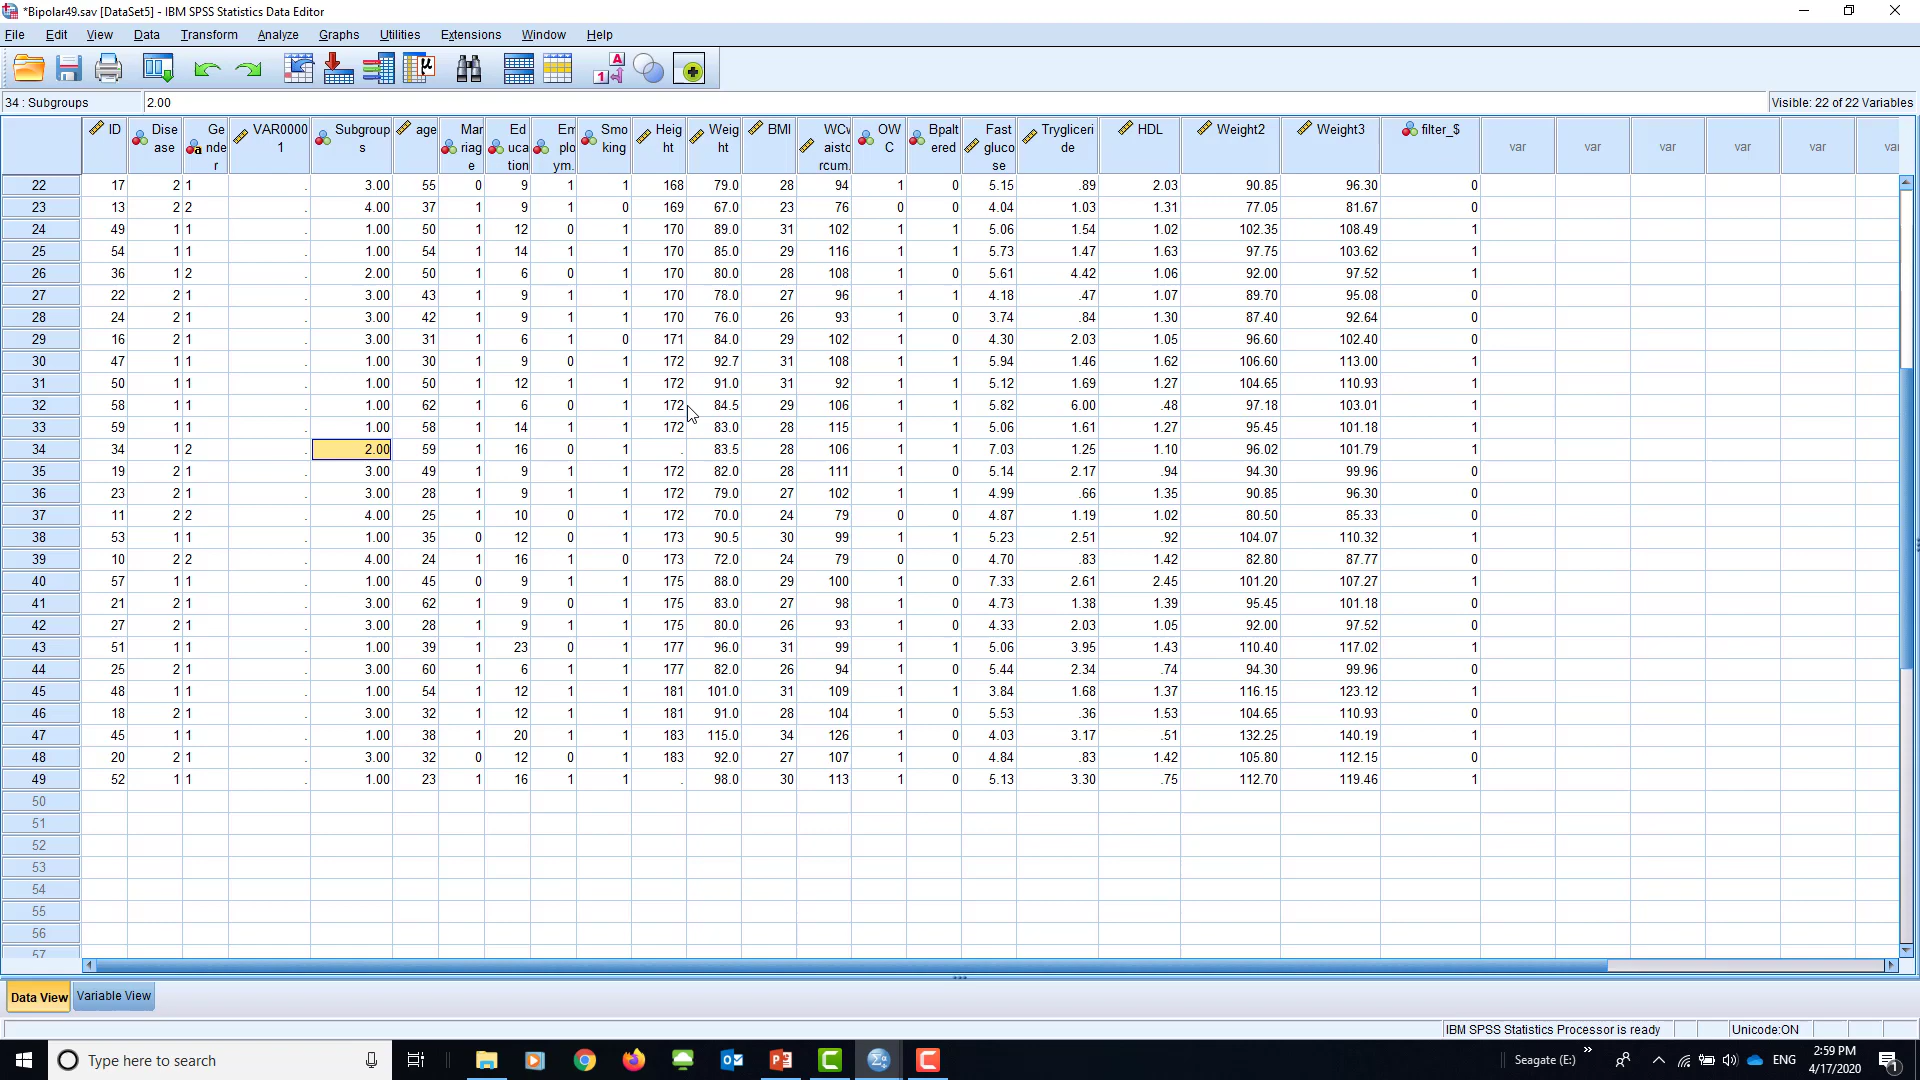 *Bipolar49.sav [DataSet5] - IBM SPSS Statistics Data Editor
File Edit View Data Transform Analyze Graphs Utilities Extensions Window Help
34 : Subgroups 2.00 Visible: 22 of 22 Variables
ID Disease Gender VAR00001 Subgroups age Marriage Education Employm. Smoking Height Weight BMI WCwaistcircum. OWC Bpaltered Fastglucose Trygliceride HDL Weight2 Weight3 filter_$ var var var var var var
22 17 2 1 . 3.00 55 0 9 1 1 168 79.0 28 94 1 0 5.15 .89 2.03 90.85 96.30 0
23 13 2 2 . 4.00 37 1 9 1 0 169 67.0 23 76 0 0 4.04 1.03 1.31 77.05 81.67 0
24 49 1 1 . 1.00 50 1 12 0 1 170 89.0 31 102 1 1 5.06 1.54 1.02 102.35 108.49 1
25 54 1 1 . 1.00 54 1 14 1 1 170 85.0 29 116 1 1 5.73 1.47 1.63 97.75 103.62 1
26 36 1 2 . 2.00 50 1 6 0 1 170 80.0 28 108 1 0 5.61 4.42 1.06 92.00 97.52 1
27 22 2 1 . 3.00 43 1 9 1 1 170 78.0 27 96 1 1 4.18 .47 1.07 89.70 95.08 0
28 24 2 1 . 3.00 42 1 9 1 1 170 76.0 26 93 1 0 3.74 .84 1.30 87.40 92.64 0
29 16 2 1 . 3.00 31 1 6 1 0 171 84.0 29 102 1 0 4.30 2.03 1.05 96.60 102.40 0
30 47 1 1 . 1.00 30 1 9 0 1 172 92.7 31 108 1 1 5.94 1.46 1.62 106.60 113.00 1
31 50 1 1 . 1.00 50 1 12 1 1 172 91.0 31 92 1 1 5.12 1.69 1.27 104.65 110.93 1
32 58 1 1 . 1.00 62 1 6 0 1 172 84.5 29 106 1 1 5.82 6.00 .48 97.18 103.01 1
33 59 1 1 . 1.00 58 1 14 1 1 172 83.0 28 115 1 1 5.06 1.61 1.27 95.45 101.18 1
34 34 1 2 . 2.00 59 1 16 0 1 . 83.5 28 106 1 1 7.03 1.25 1.10 96.02 101.79 1
35 19 2 1 . 3.00 49 1 9 1 1 172 82.0 28 111 1 0 5.14 2.17 .94 94.30 99.96 0
36 23 2 1 . 3.00 28 1 9 1 1 172 79.0 27 102 1 1 4.99 .66 1.35 90.85 96.30 0
37 11 2 2 . 4.00 25 1 10 0 1 172 70.0 24 79 0 0 4.87 1.19 1.02 80.50 85.33 0
38 53 1 1 . 1.00 35 0 12 0 1 173 90.5 30 99 1 1 5.23 2.51 .92 104.07 110.32 1
39 10 2 2 . 4.00 24 1 16 1 0 173 72.0 24 79 0 0 4.70 .83 1.42 82.80 87.77 0
40 57 1 1 . 1.00 45 0 9 1 1 175 88.0 29 100 1 0 7.33 2.61 2.45 101.20 107.27 1
41 21 2 1 . 3.00 62 1 9 0 1 175 83.0 27 98 1 0 4.73 1.38 1.39 95.45 101.18 0
42 27 2 1 . 3.00 28 1 9 0 1 175 80.0 26 93 1 0 4.33 2.03 1.05 92.00 97.52 0
43 51 1 1 . 1.00 39 1 23 0 1 177 96.0 31 99 1 1 5.06 3.95 1.43 110.40 117.02 1
44 25 2 1 . 3.00 60 1 6 1 1 177 82.0 26 94 1 0 5.44 2.34 .74 94.30 99.96 0
45 48 1 1 . 1.00 54 1 12 1 1 181 101.0 31 109 1 1 3.84 1.68 1.37 116.15 123.12 1
46 18 2 1 . 3.00 32 1 12 1 1 181 91.0 28 104 1 0 5.53 .36 1.53 104.65 110.93 0
47 45 1 1 . 1.00 38 1 20 1 1 183 115.0 34 126 1 0 4.03 3.17 .51 132.25 140.19 1
48 20 2 1 . 3.00 32 0 12 0 1 183 92.0 27 107 1 0 4.84 .83 1.42 105.80 112.15 0
49 52 1 1 . 1.00 23 1 16 1 1 . 98.0 30 113 1 0 5.13 3.30 .75 112.70 119.46 1
50
51
52
53
54
55
56
57
Data View Variable View
IBM SPSS Statistics Processor is ready Unicode:ON
Type here to search Seagate (E:) ENG 2:59 PM
4/17/2020